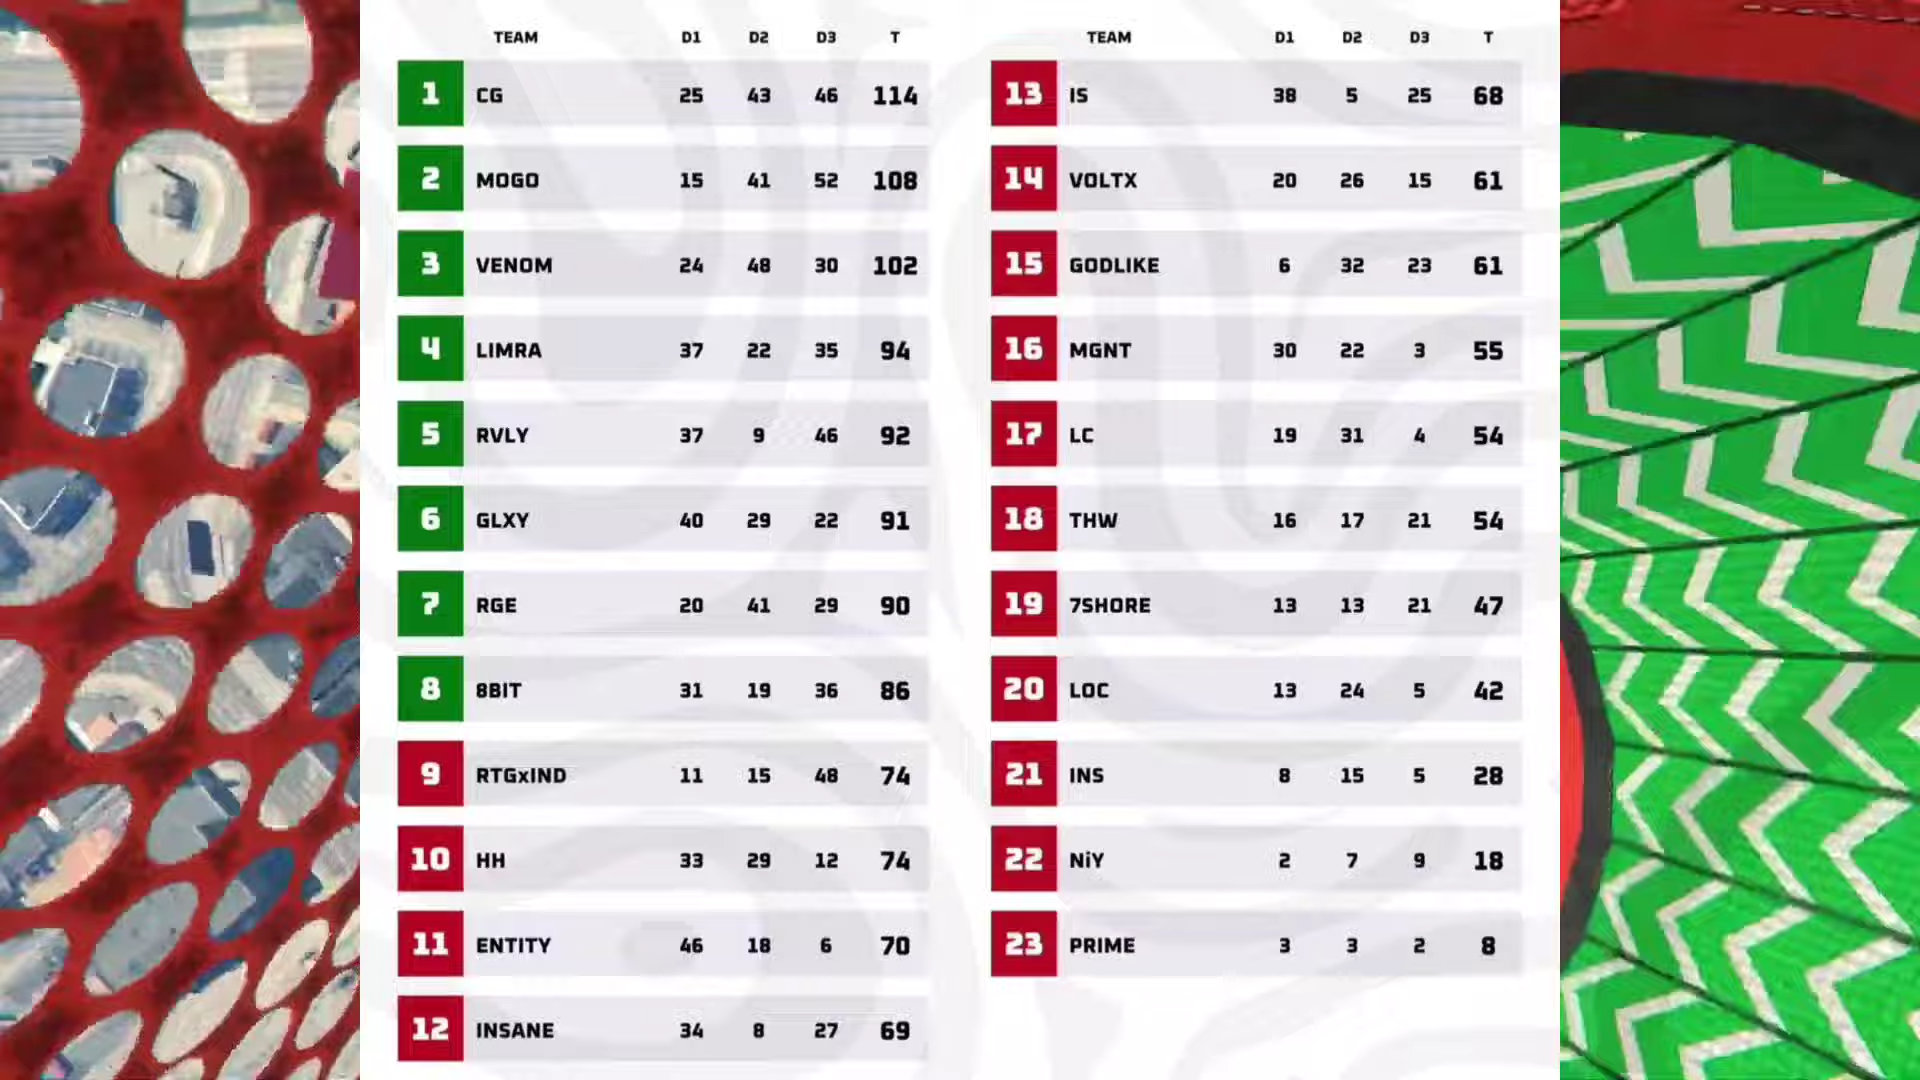 TEAM D1 D2 D3 T
1 CG 25 43 46 114
2 MOGO 15 41 52 108
3 VENOM 24 48 30 102
4 LIMRA 37 22 35 94
5 RVLY 37 9 46 92
6 GLXY 40 29 22 91
7 RGE 20 41 29 90
8 8BIT 31 19 36 86
9 RTGxIND 11 15 48 74
10 HH 33 29 12 74
11 ENTITY 46 18 6 70
12 INSANE 34 8 27 69
TEAM D1 D2 D3 T
13 IS 38 5 25 68
14 VOLTX 20 26 15 61
15 GODLIKE 6 32 23 61
16 MGNT 30 22 3 55
17 LC 19 31 4 54
18 THW 16 17 21 54
19 7SHORE 13 13 21 47
20 LOC 13 24 5 42
21 INS 8 15 5 28
22 NiY 2 7 9 18
23 PRIME 3 3 2 8